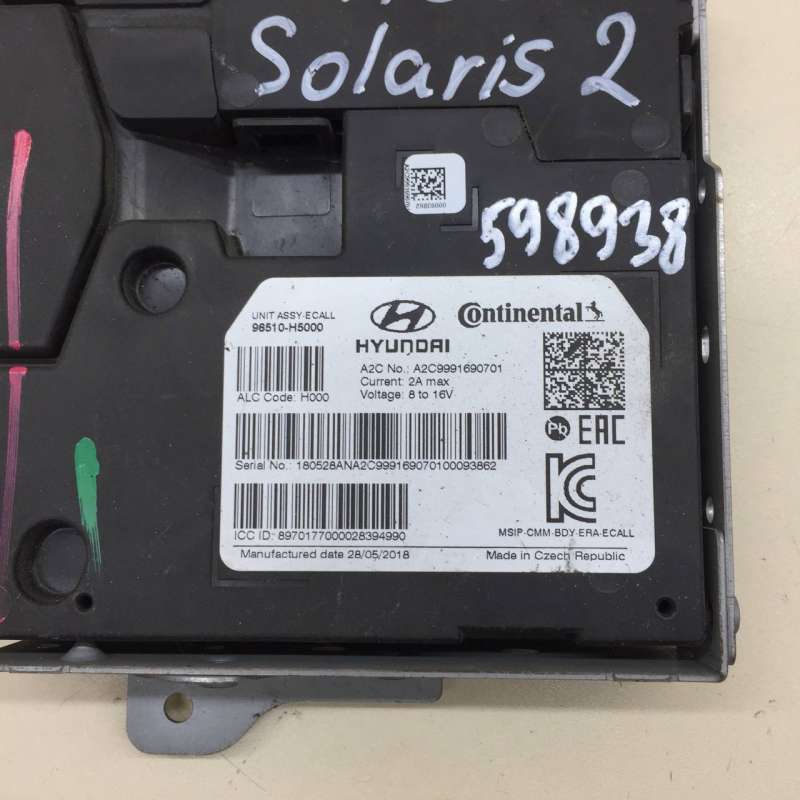 Solaris 2
598938
UNIT ASSY-ECALL
96510-H5000
HYUNDAI
Continental
A2C No.: A2C9991690701
Current: 2A max
Voltage: 8 to 16V
ALC Code: H000
Serial No.: 180528ANA2C999169070100093862
Pb EAC
ICC ID: 8970177000028394990
MSIP-CMM-BDY-ERA-ECALL
Manufactured date 28/05/2018
Made in Czech Republic